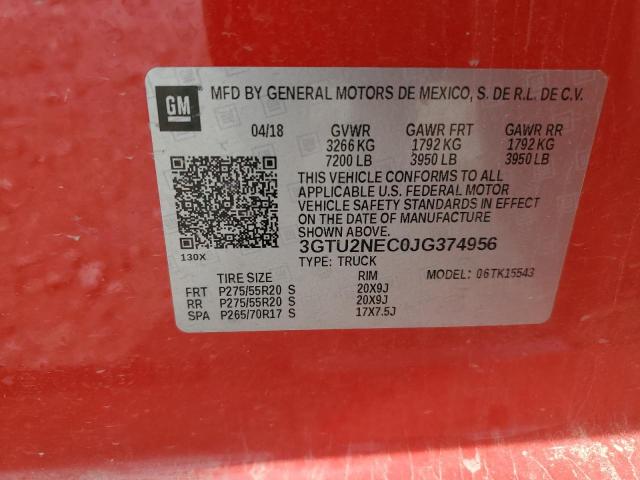 GM
MFD BY GENERAL MOTORS DE MEXICO, S. DE R.L. DE C.V.
04/18 GVWR GAWR FRT GAWR RR
3266 KG 1792 KG 1792 KG
7200 LB 3950 LB 3950 LB
THIS VEHICLE CONFORMS TO ALL
APPLICABLE U.S. FEDERAL MOTOR
VEHICLE SAFETY STANDARDS IN EFFECT
ON THE DATE OF MANUFACTURE
SHOWN ABOVE.
3GTU2NEC0JG374956
130X
TYPE: TRUCK MODEL: 06TK15543
TIRE SIZE RIM
FRT P275/55R20 S 20X9J
RR P275/55R20 S 20X9J
SPA P265/70R17 S 17X7.5J